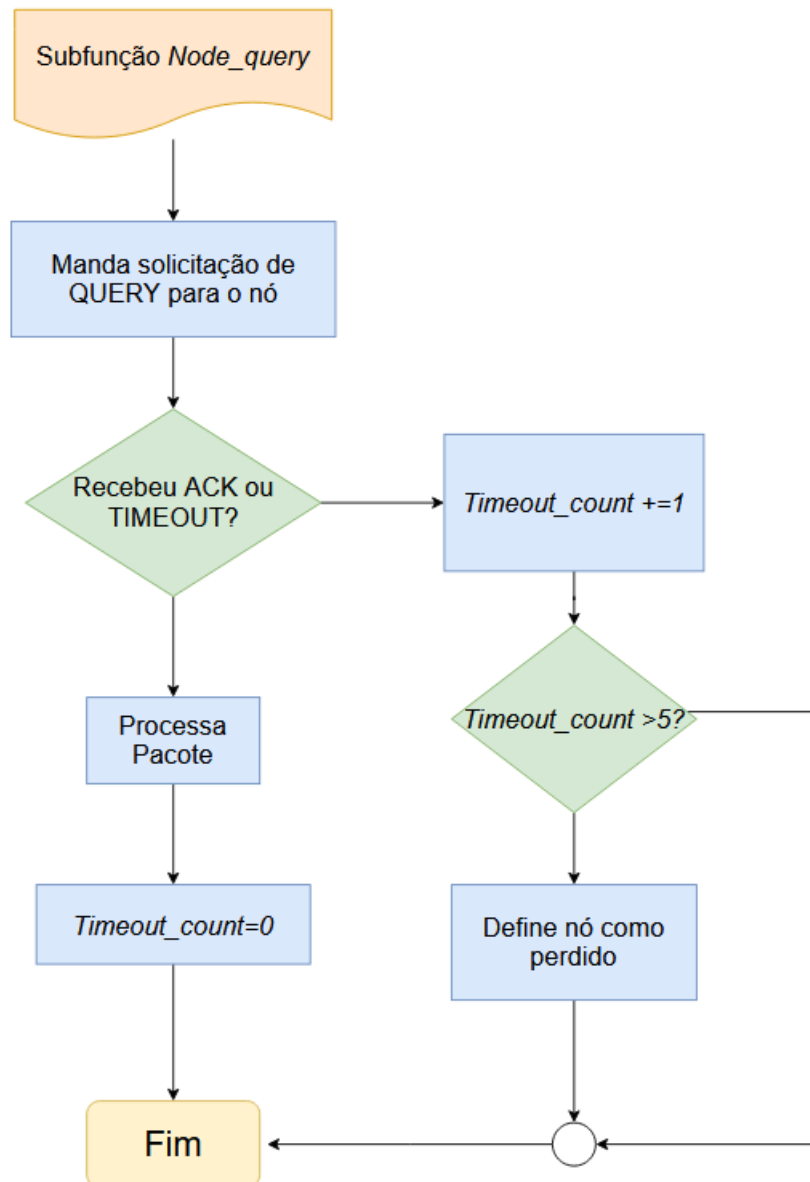 Subfunção Node_query
Manda solicitação de
QUERY para o nó
Recebeu ACK ou
TIMEOUT?
Timeout_count +=1
Timeout_count >5?
Processa
Pacote
Timeout_count=0
Define nó como
perdido
Fim